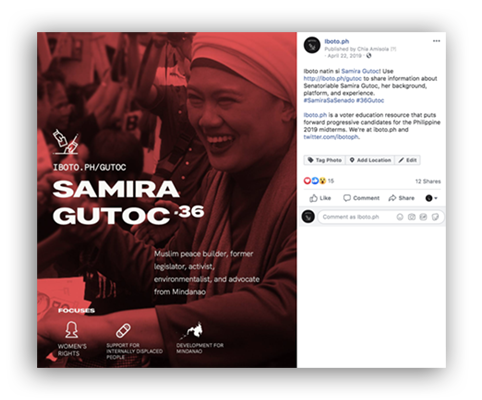 IBOTO.PH/GUTOC
SAMIRA
GUTOC #36
Muslim peace builder, former
legislator, activist,
environmentalist, and advocate
from Mindanao
FOCUSES
WOMEN'S
RIGHTS
SUPPORT FOR
INTERNALLY DISPLACED
PEOPLE
DEVELOPMENT FOR
MINDANAO
Iboto.ph
Published by Chia Amisola
· April 22, 2019 ·
Iboto natin si Samira Gutoc! Use
http://iboto.ph/gutoc to share information about
Senatoriable Samira Gutoc, her background,
platform, and experience.
#SamiraSaSenado #36Gutoc
Iboto.ph is a voter education resource that puts
forward progressive candidates for the Philippine
2019 midterms. We're at iboto.ph and
twitter.com/ibotoph.
Tag Photo Add Location Edit
15 12 Shares
Like Comment Share
Comment as Iboto.ph